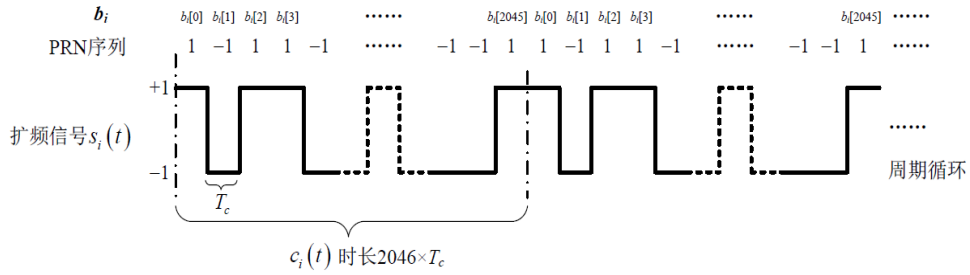 b_i b_i[0] b_i[1] b_i[2] b_i[3] …… b_i[2045] b_i[0] b_i[1] b_i[2] b_i[3] …… b_i[2045] ……
PRN序列 1 −1 1 1 −1 …… −1 −1 1 1 −1 1 1 −1 …… −1 −1 1 ……
+1
扩频信号s_i(t) ……
−1 周期循环
T_c
c_i(t) 时长2046×T_c